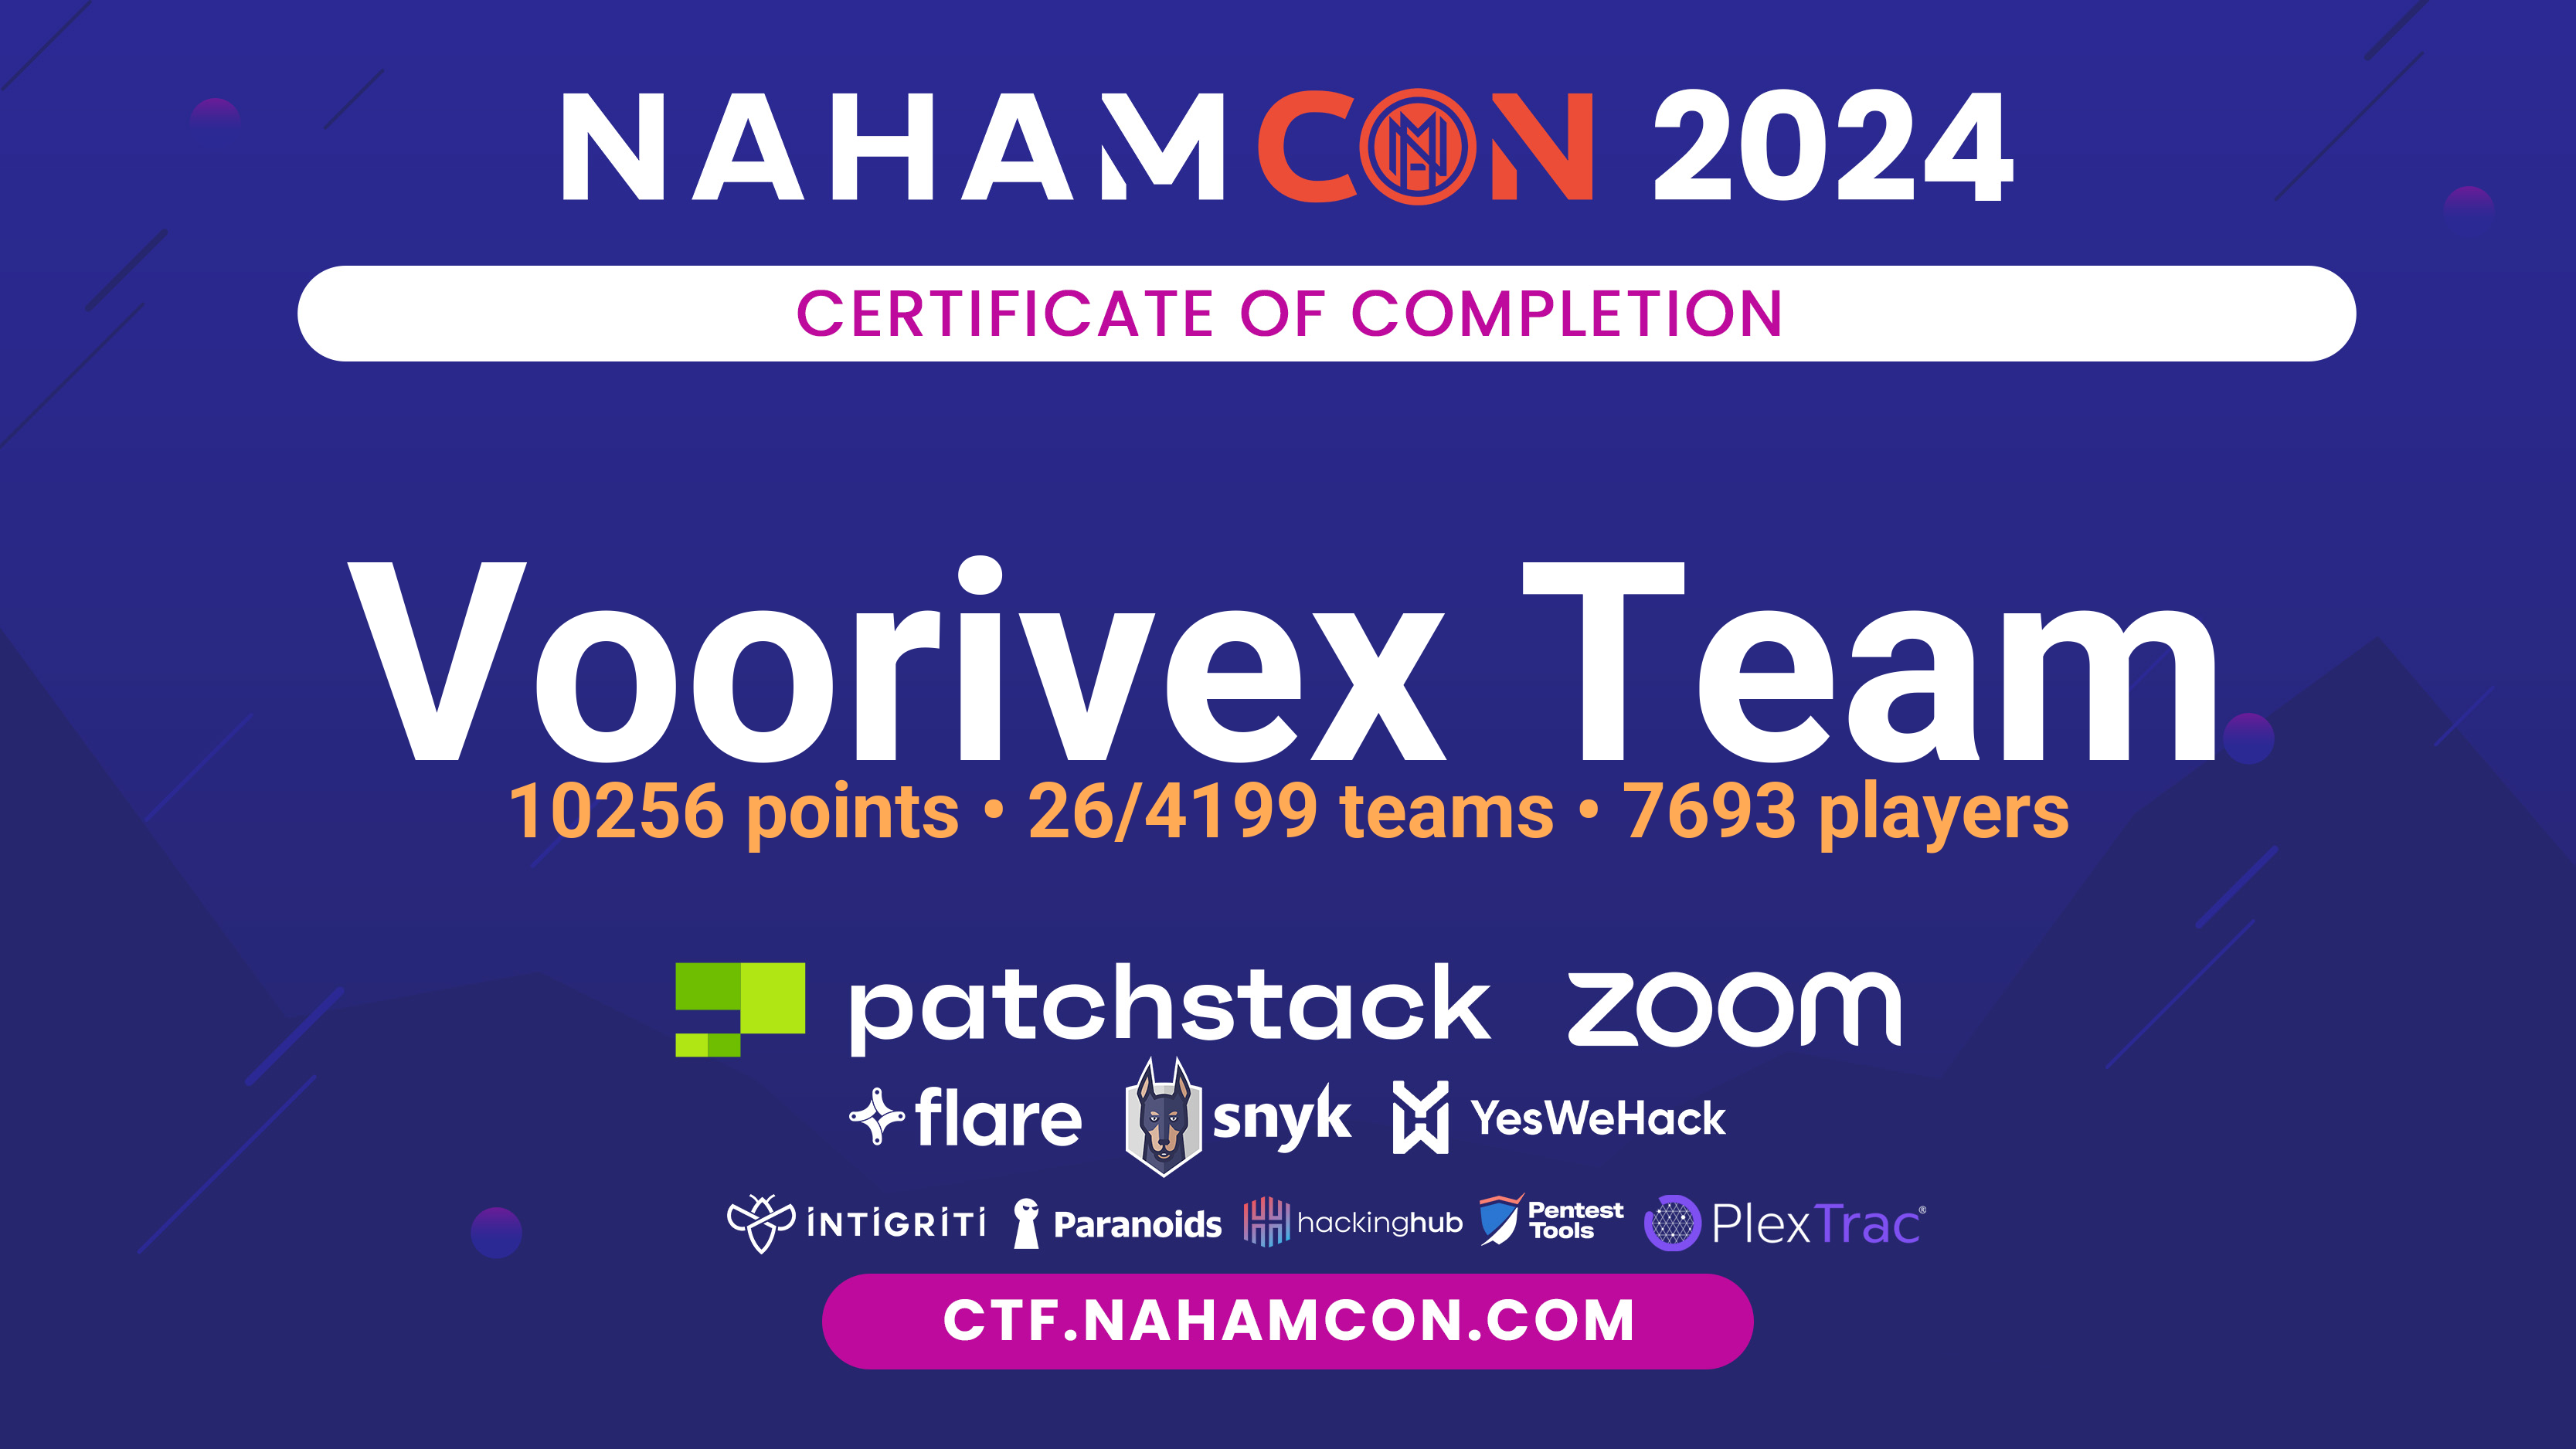 NAHAMCON 2024
CERTIFICATE OF COMPLETION
Voorivex Team
10256 points • 26/4199 teams • 7693 players
patchstack zoom
flare snyk YesWeHack
INTIGRITI Paranoids hackinghub Pentest Tools PlexTrac®
CTF.NAHAMCON.COM